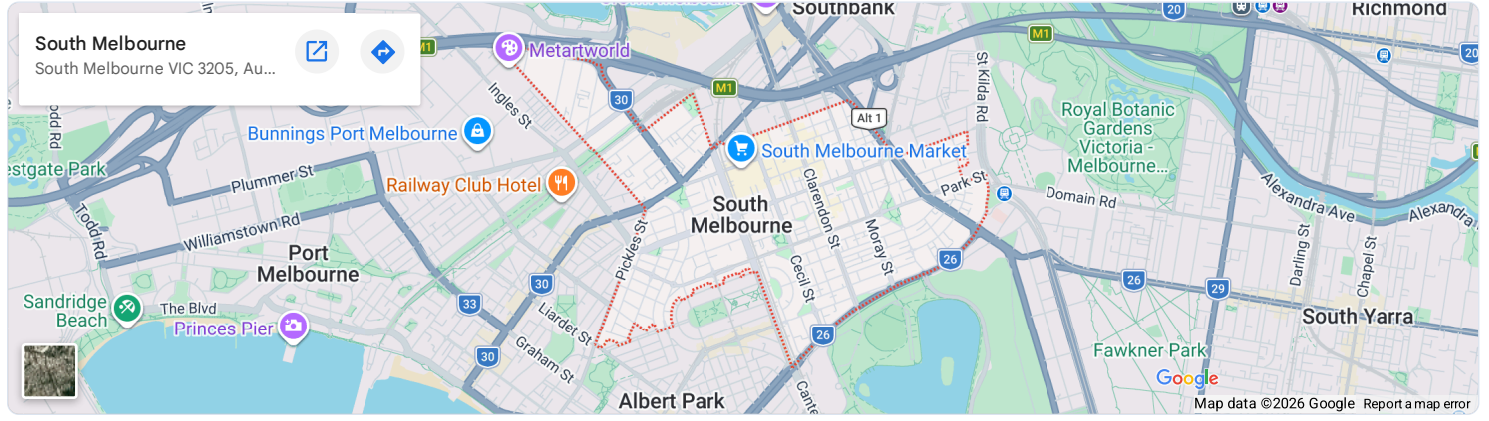 South Melbourne
South Melbourne VIC 3205, Au...
Southbank
Richmond
20
M1
M1
20
Metartworld
M1
30
Ingles St
St Kilda Rd
Alt 1
Royal Botanic
Gardens
Victoria -
Melbourne...
Bunnings Port Melbourne
South Melbourne Market
estgate Park
Plummer St
Railway Club Hotel
Park St
Domain Rd
Alexandra Ave
Alexandra
Todd Rd
Williamstown Rd
South
Melbourne
Clarendon St
Moray St
Pickles St
Darling St
Chapel St
Port
Melbourne
Cecil St
26
26
29
30
33
Sandridge
Beach
The Blvd
Princes Pier
Liardet St
26
South Yarra
Graham St
30
Fawkner Park
Albert Park
Cante
Google
Map data ©2026 Google
Report a map error